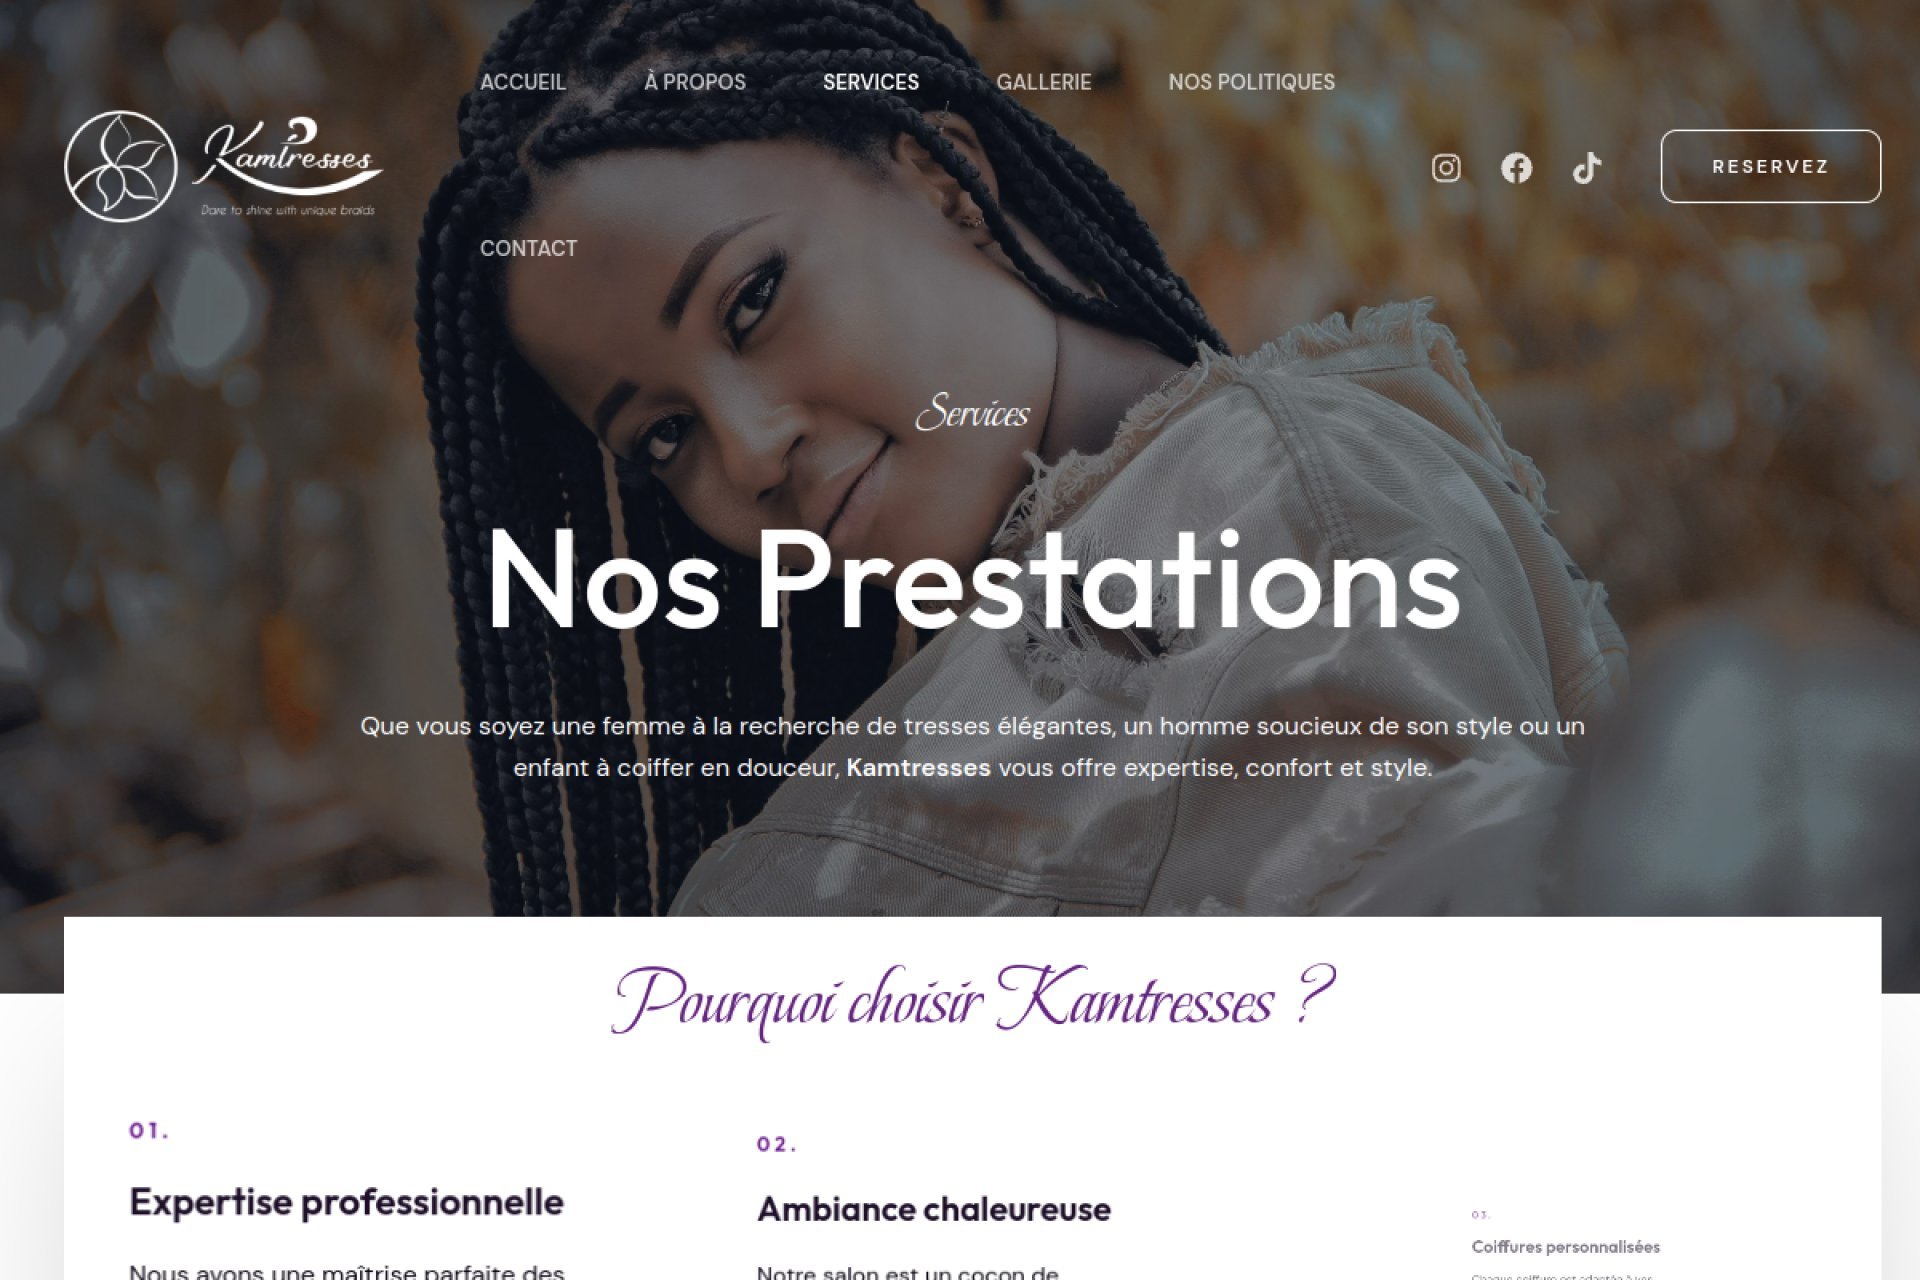 ACCUEIL À PROPOS SERVICES GALLERIE NOS POLITIQUES
Kamtresses
Dare to shine with unique braids
RESERVEZ
CONTACT
Services
Nos Prestations
Que vous soyez une femme à la recherche de tresses élégantes, un homme soucieux de son style ou un
enfant à coiffer en douceur, Kamtresses vous offre expertise, confort et style.
Pourquoi choisir Kamtresses ?
01.
Expertise professionnelle
Nous avons une maîtrise parfaite des
02.
Ambiance chaleureuse
Notre salon est un cocon de
03.
Coiffures personnalisées